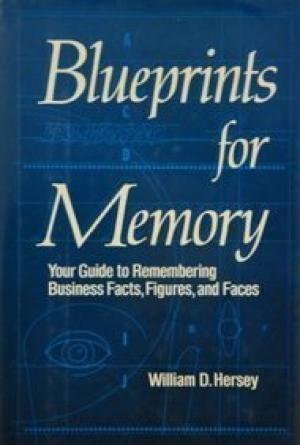 Blueprints
for
Memory
Your Guide to Remembering
Business Facts, Figures, and Faces
William D. Hersey